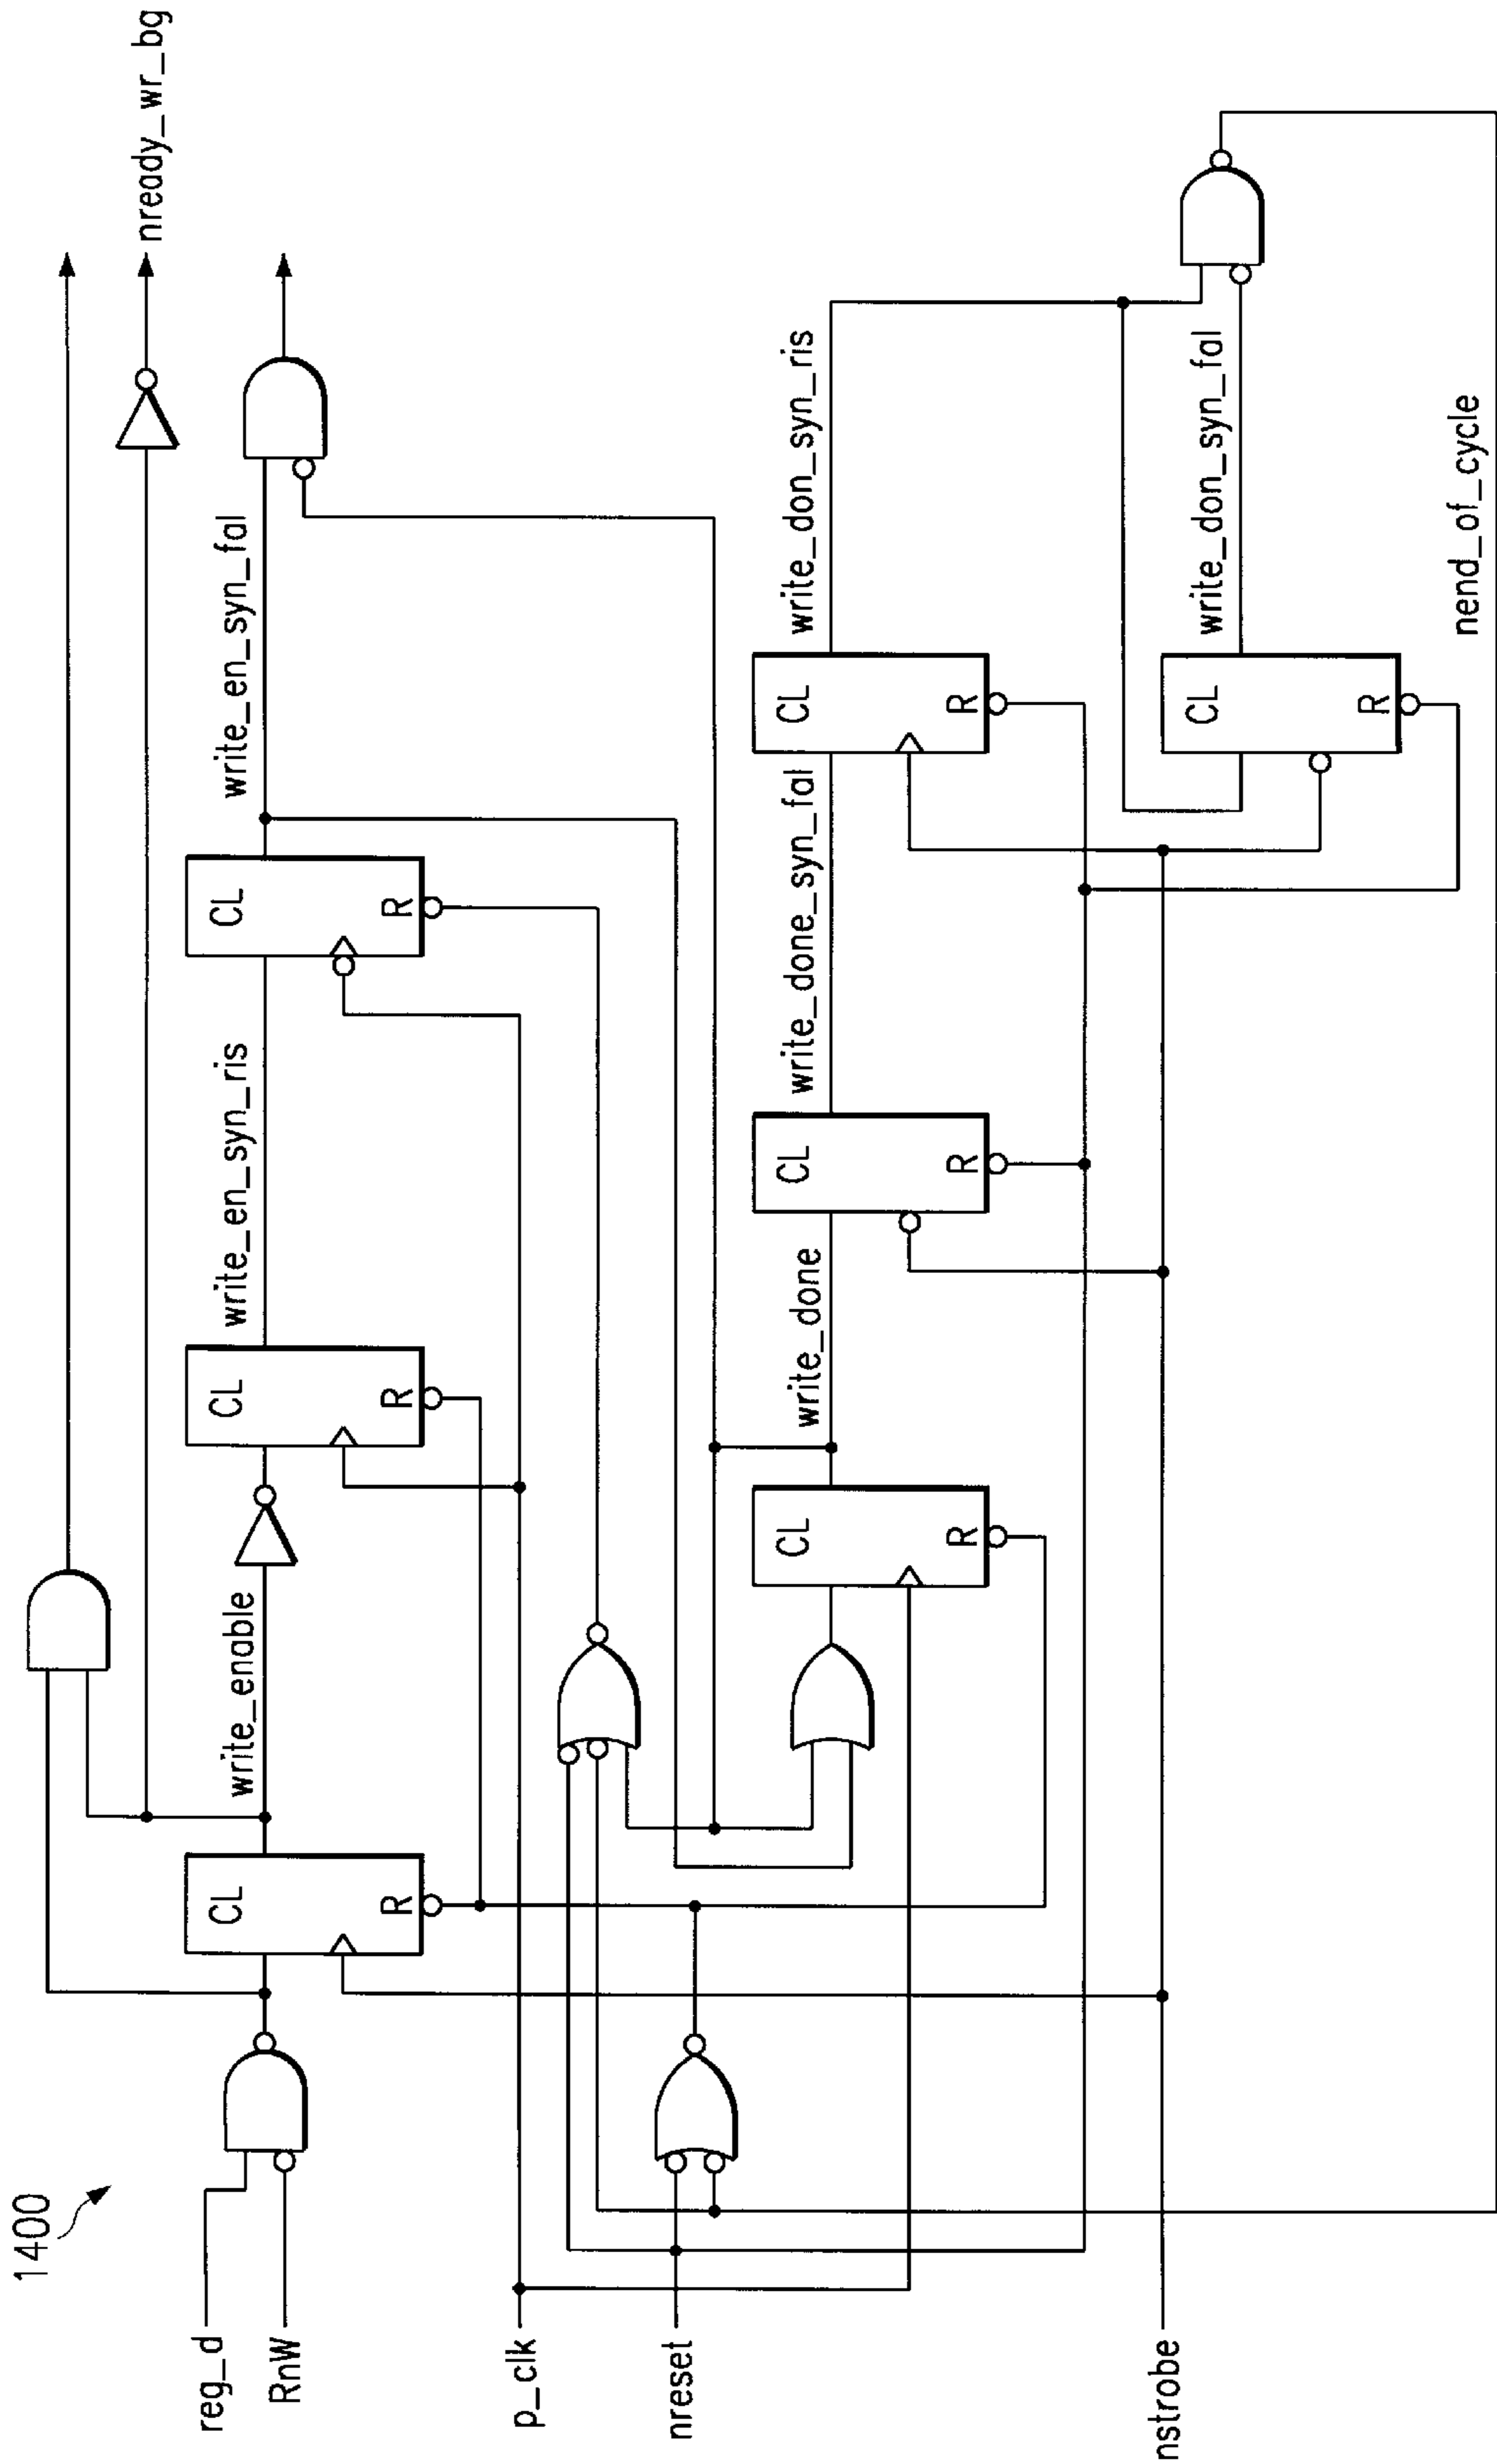 1400
reg_d
RnW
p_clk
nreset
nstrobe
nready_wr_bg
CL
R
write_enable
CL
R
write_en_syn_ris
CL
R
write_en_syn_fal
CL
R
write_done
CL
R
write_done_syn_fal
CL
R
write_don_syn_ris
CL
R
write_don_syn_fal
nend_of_cycle